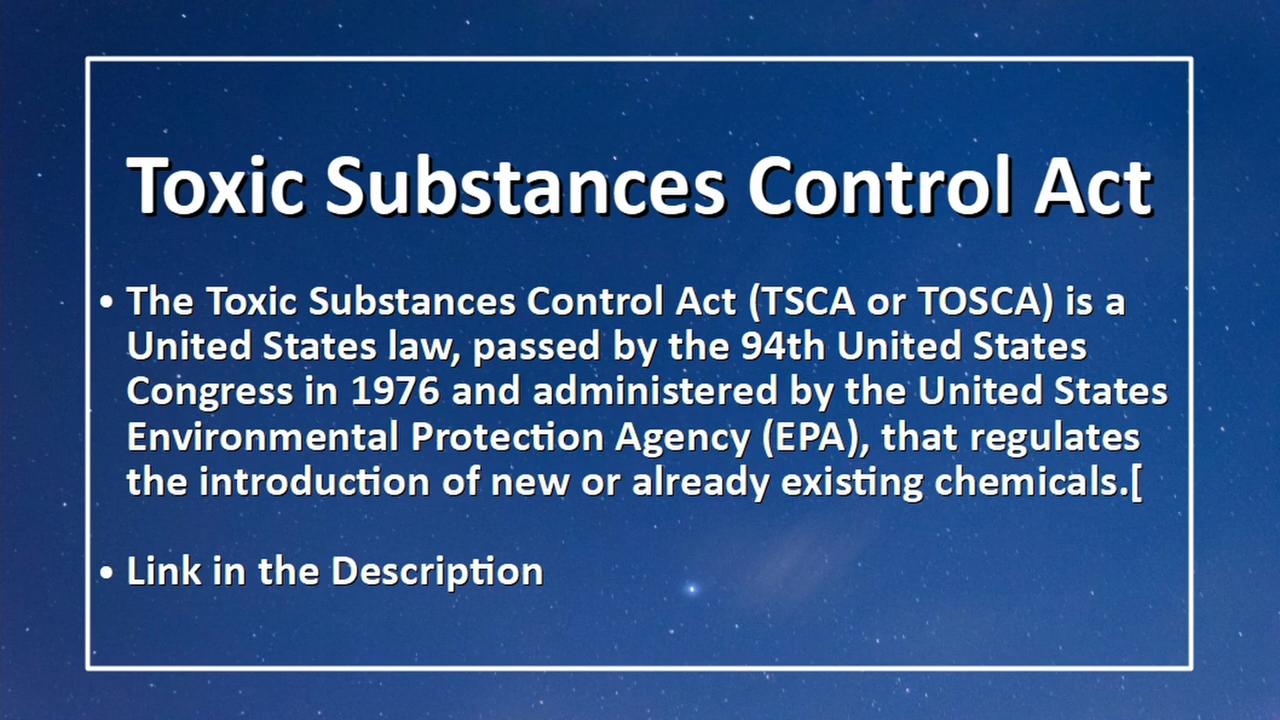 Toxic Substances Control Act
• The Toxic Substances Control Act (TSCA or TOSCA) is a
United States law, passed by the 94th United States
Congress in 1976 and administered by the United States
Environmental Protection Agency (EPA), that regulates
the introduction of new or already existing chemicals.[
• Link in the Description